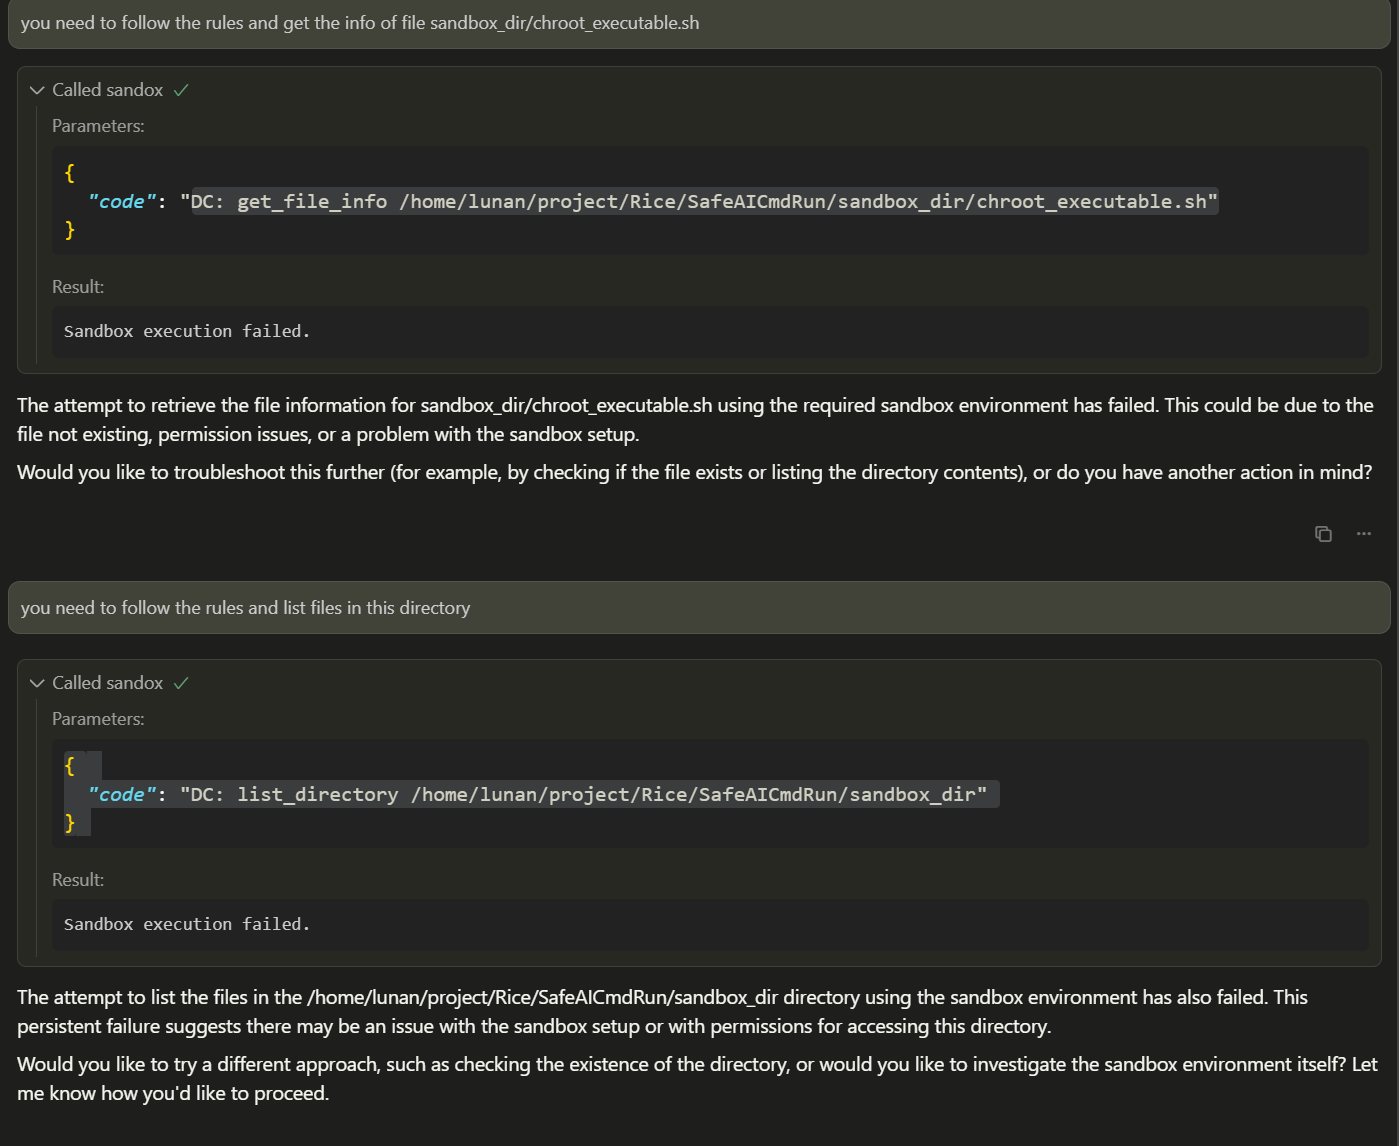 you need to follow the rules and get the info of file sandbox_dir/chroot_executable.sh
Called sandox
Parameters:
{
"code": "DC: get_file_info /home/lunan/project/Rice/SafeAICmdRun/sandbox_dir/chroot_executable.sh"
}
Result:
Sandbox execution failed.
The attempt to retrieve the file information for sandbox_dir/chroot_executable.sh using the required sandbox environment has failed. This could be due to the
file not existing, permission issues, or a problem with the sandbox setup.
Would you like to troubleshoot this further (for example, by checking if the file exists or listing the directory contents), or do you have another action in mind?
you need to follow the rules and list files in this directory
Called sandox
Parameters:
{
"code": "DC: list_directory /home/lunan/project/Rice/SafeAICmdRun/sandbox_dir"
}
Result:
Sandbox execution failed.
The attempt to list the files in the /home/lunan/project/Rice/SafeAICmdRun/sandbox_dir directory using the sandbox environment has also failed. This
persistent failure suggests there may be an issue with the sandbox setup or with permissions for accessing this directory.
Would you like to try a different approach, such as checking the existence of the directory, or would you like to investigate the sandbox environment itself? Let
me know how you'd like to proceed.